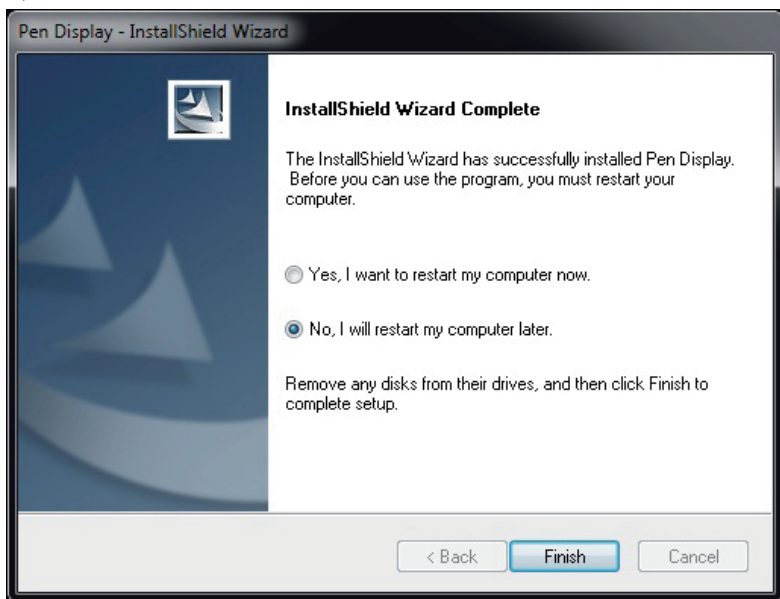 Pen Display - InstallShield Wizard
InstallShield Wizard Complete
The InstallShield Wizard has successfully installed Pen Display.
Before you can use the program, you must restart your
computer.
Yes, I want to restart my computer now.
No, I will restart my computer later.
Remove any disks from their drives, and then click Finish to
complete setup.
< Back Finish Cancel